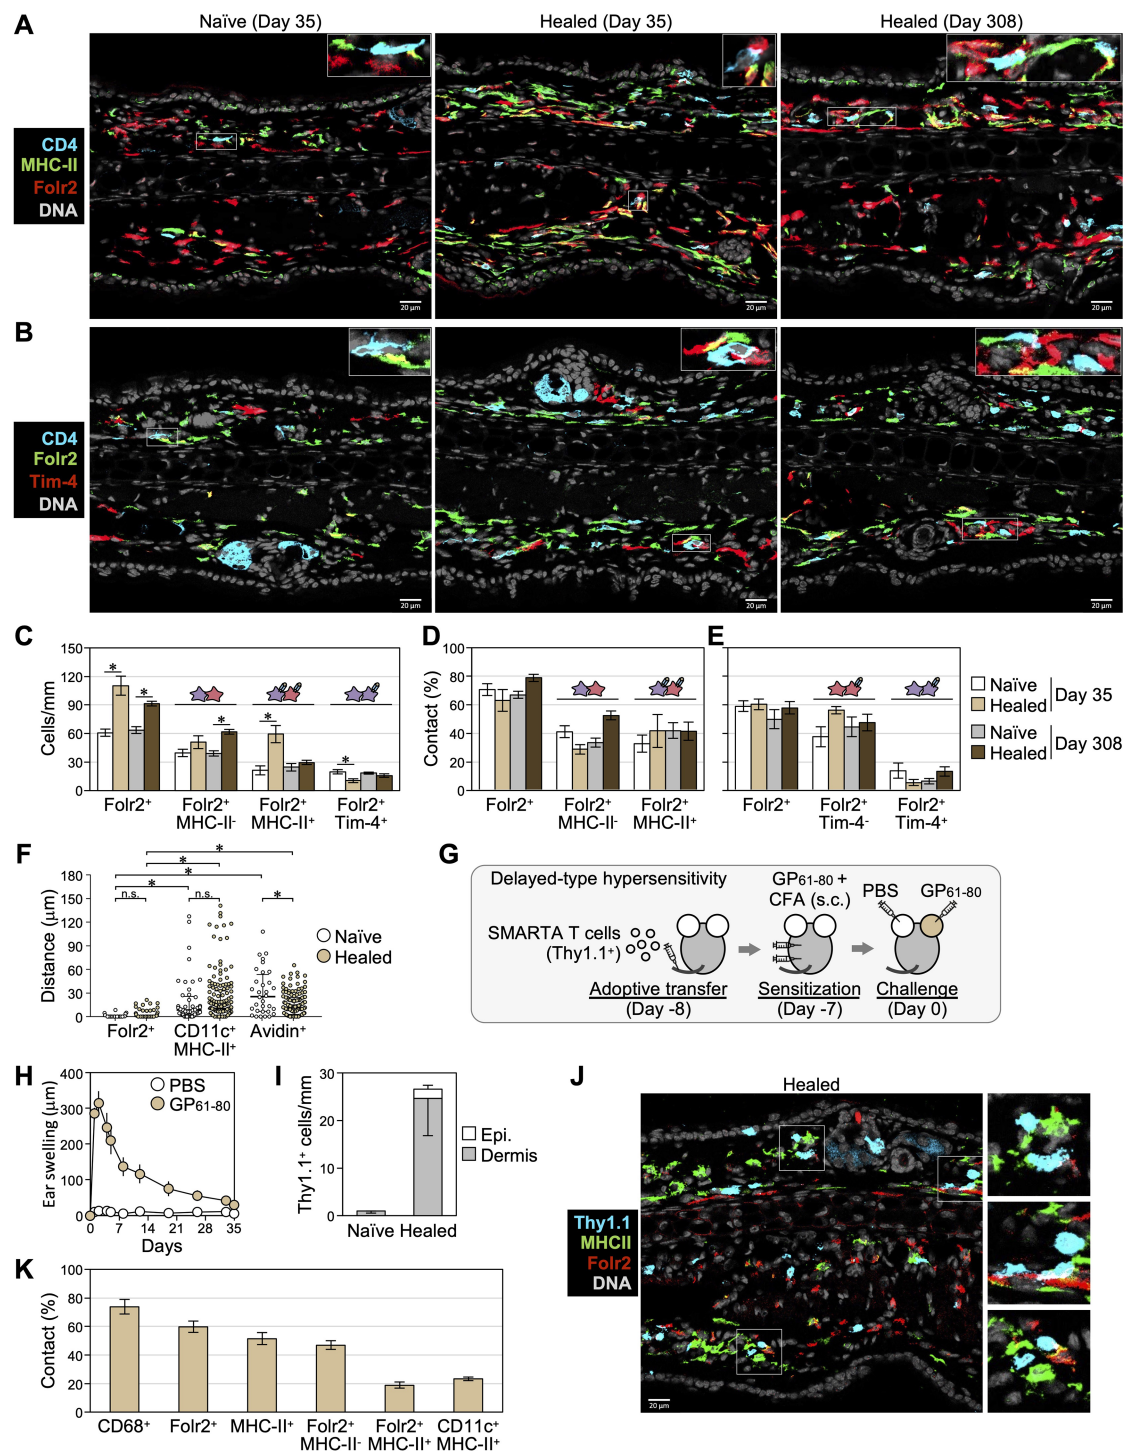 A
Naïve (Day 35)
Healed (Day 35)
Healed (Day 308)
CD4
MHC-II
Folr2
DNA
20 µm
20 µm
20 µm
B
CD4
Folr2
Tim-4
DNA
20 µm
20 µm
20 µm
C
Cells/mm
150
120
90
60
30
0
*
*
*
*
*
Folr2⁺
Folr2⁺
MHC-II⁻
Folr2⁺
MHC-II⁺
Folr2⁺
Tim-4⁺
D
Contact (%)
100
80
60
40
20
0
Folr2⁺
Folr2⁺
MHC-II⁻
Folr2⁺
MHC-II⁺
E
Folr2⁺
Folr2⁺
Tim-4⁻
Folr2⁺
Tim-4⁺
Naïve
Healed
Day 35
Naïve
Healed
Day 308
F
Distance (µm)
180
150
120
90
60
30
0
*
*
*
*
n.s.
n.s.
*
Naïve
Healed
Folr2⁺
CD11c⁺
MHC-II⁺
Avidin⁺
G
Delayed-type hypersensitivity
SMARTA T cells
(Thy1.1⁺)
GP61-80 +
CFA (s.c.)
PBS
GP61-80
Adoptive transfer
(Day -8)
Sensitization
(Day -7)
Challenge
(Day 0)
H
Ear swelling (µm)
400
300
200
100
0
PBS
GP61-80
0 7 14 21 28 35
Days
I
Thy1.1⁺ cells/mm
30
20
10
0
Naïve Healed
Epi.
Dermis
J
Healed
Thy1.1
MHCII
Folr2
DNA
20 µm
K
Contact (%)
100
80
60
40
20
0
CD68⁺
Folr2⁺
MHC-II⁺
Folr2⁺
MHC-II⁻
Folr2⁺
MHC-II⁺
CD11c⁺
MHC-II⁺